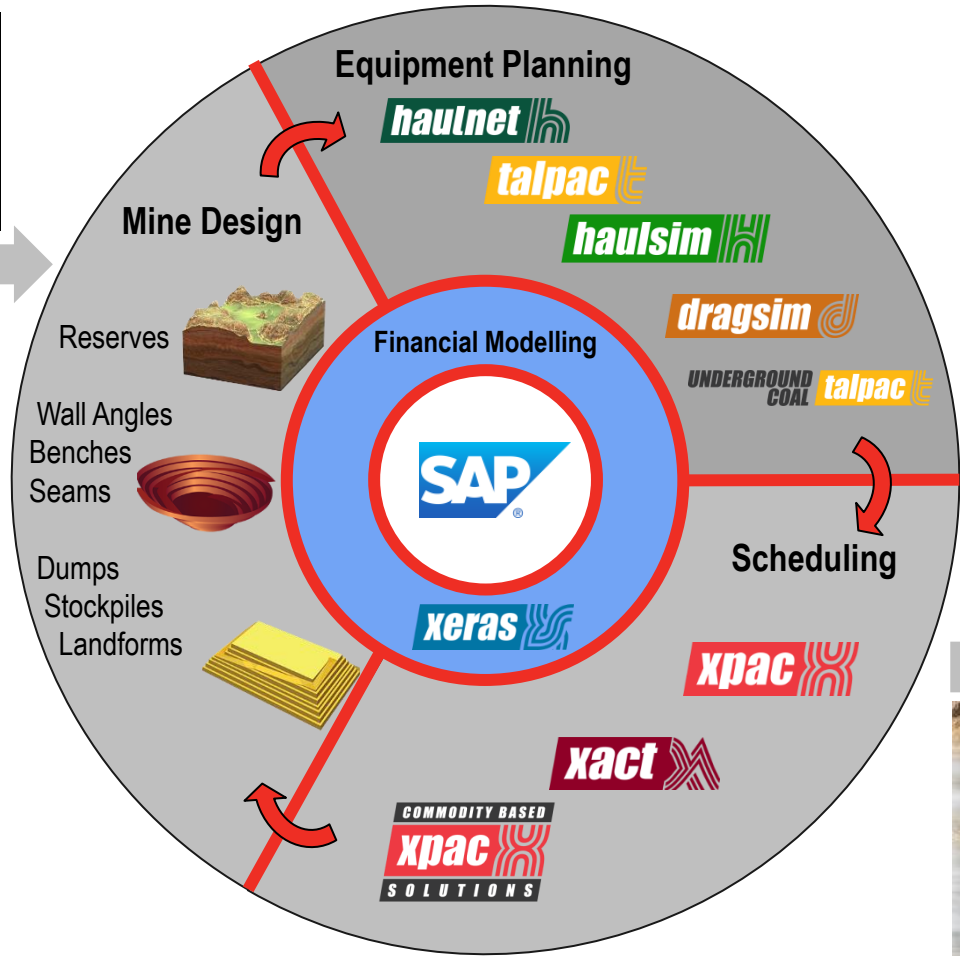 Equipment Planning
haulnet
talpac
haulsim
dragsim
UNDERGROUND
COAL talpac
Mine Design
Reserves
Wall Angles
Benches
Seams
Dumps
Stockpiles
Landforms
Financial Modelling
SAP
®
xeras
Scheduling
xpac
xact
COMMODITY BASED
xpac
SOLUTIONS